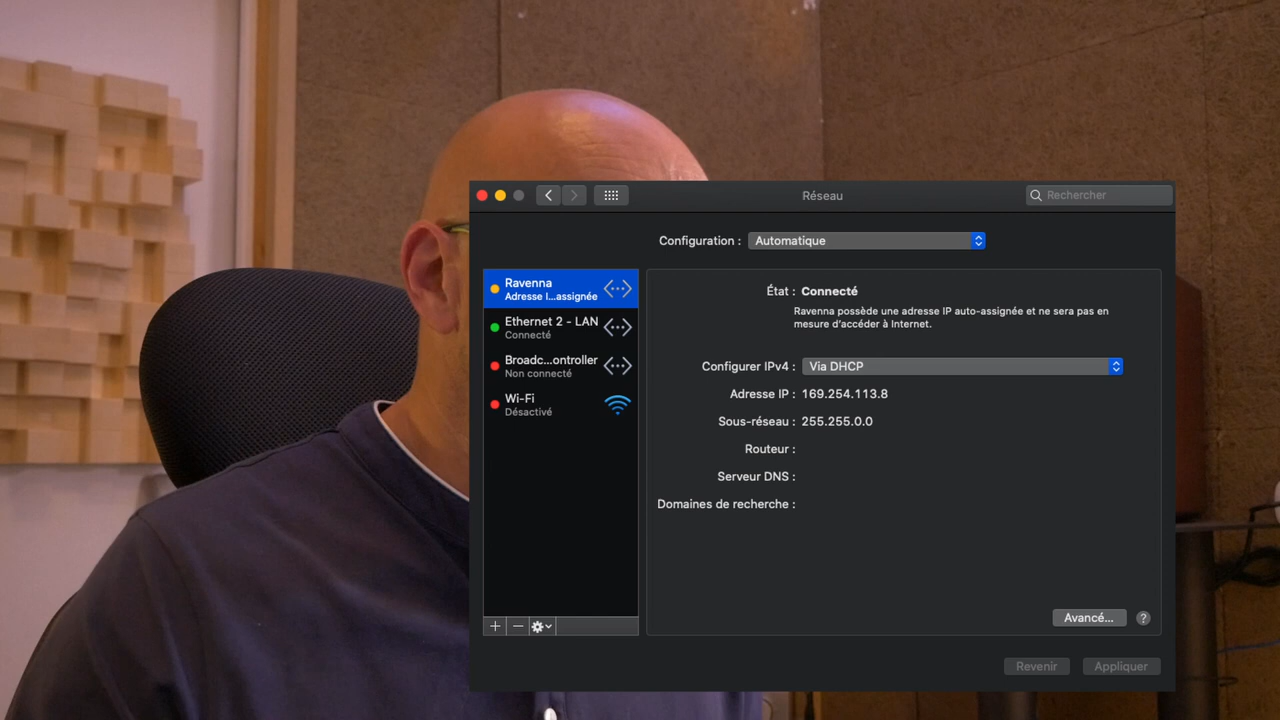 Réseau
Rechercher
Configuration : Automatique
Ravenna
Adresse I...assignée
Ethernet 2 - LAN
Connecté
Broadc...ontroller
Non connecté
Wi-Fi
Désactivé
État : Connecté
Ravenna possède une adresse IP auto-assignée et ne sera pas en
mesure d’accéder à Internet.
Configurer IPv4 : Via DHCP
Adresse IP : 169.254.113.8
Sous-réseau : 255.255.0.0
Routeur :
Serveur DNS :
Domaines de recherche :
Avancé... ?
Revenir Appliquer